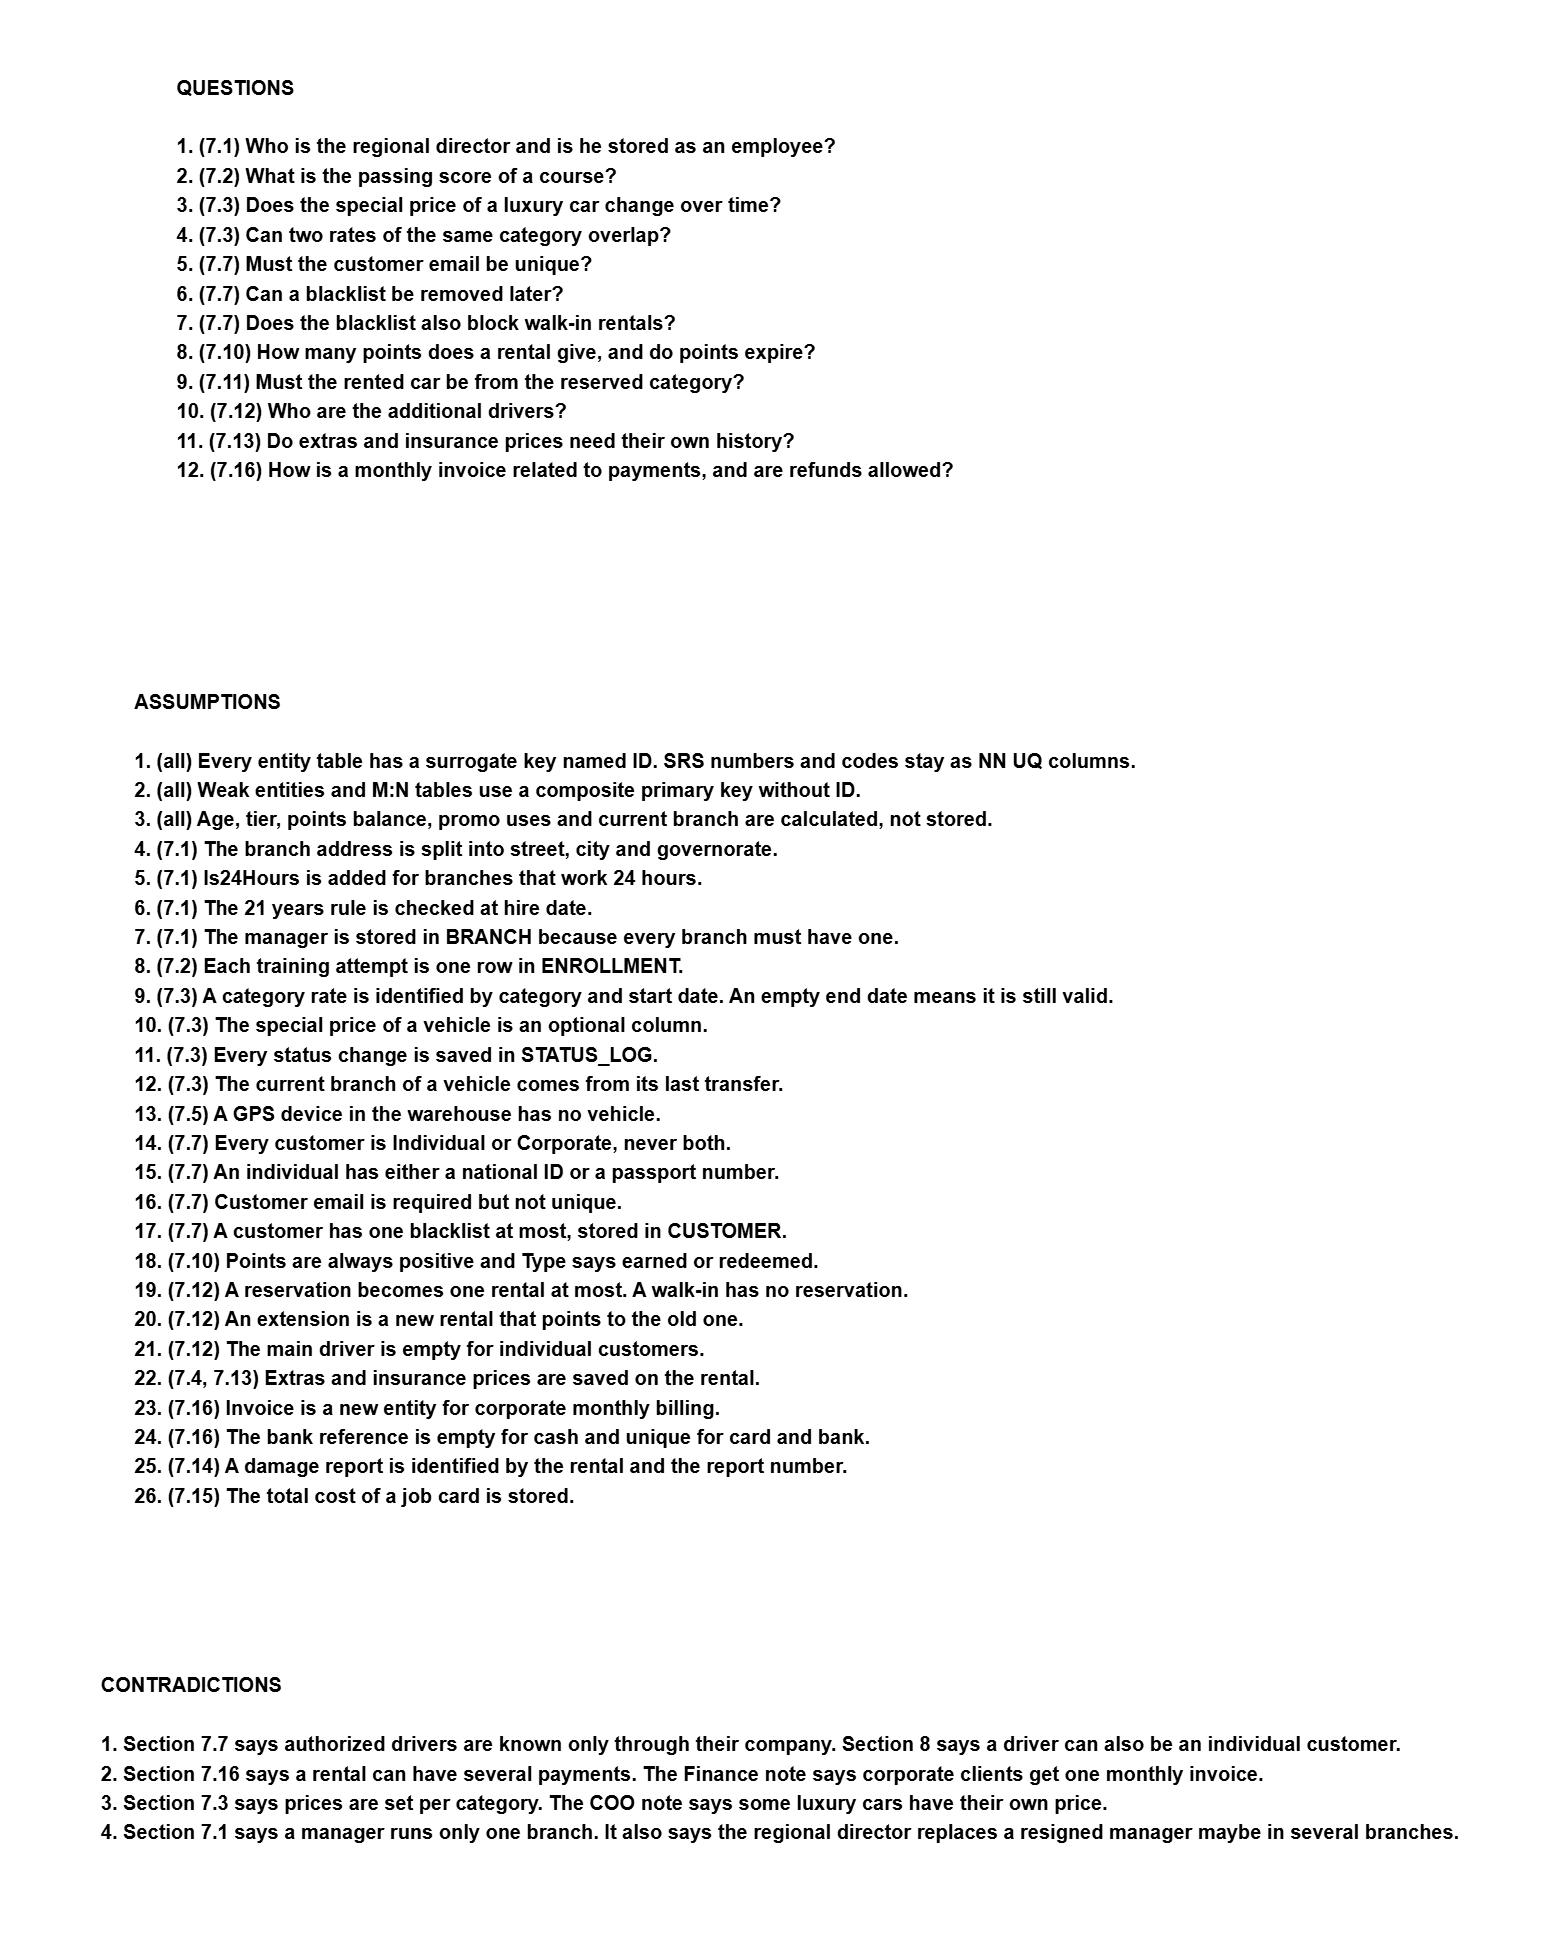 QUESTIONS
1. (7.1) Who is the regional director and is he stored as an employee?
2. (7.2) What is the passing score of a course?
3. (7.3) Does the special price of a luxury car change over time?
4. (7.3) Can two rates of the same category overlap?
5. (7.7) Must the customer email be unique?
6. (7.7) Can a blacklist be removed later?
7. (7.7) Does the blacklist also block walk-in rentals?
8. (7.10) How many points does a rental give, and do points expire?
9. (7.11) Must the rented car be from the reserved category?
10. (7.12) Who are the additional drivers?
11. (7.13) Do extras and insurance prices need their own history?
12. (7.16) How is a monthly invoice related to payments, and are refunds allowed?
ASSUMPTIONS
1. (all) Every entity table has a surrogate key named ID. SRS numbers and codes stay as NN UQ columns.
2. (all) Weak entities and M:N tables use a composite primary key without ID.
3. (all) Age, tier, points balance, promo uses and current branch are calculated, not stored.
4. (7.1) The branch address is split into street, city and governorate.
5. (7.1) Is24Hours is added for branches that work 24 hours.
6. (7.1) The 21 years rule is checked at hire date.
7. (7.1) The manager is stored in BRANCH because every branch must have one.
8. (7.2) Each training attempt is one row in ENROLLMENT.
9. (7.3) A category rate is identified by category and start date. An empty end date means it is still valid.
10. (7.3) The special price of a vehicle is an optional column.
11. (7.3) Every status change is saved in STATUS_LOG.
12. (7.3) The current branch of a vehicle comes from its last transfer.
13. (7.5) A GPS device in the warehouse has no vehicle.
14. (7.7) Every customer is Individual or Corporate, never both.
15. (7.7) An individual has either a national ID or a passport number.
16. (7.7) Customer email is required but not unique.
17. (7.7) A customer has one blacklist at most, stored in CUSTOMER.
18. (7.10) Points are always positive and Type says earned or redeemed.
19. (7.12) A reservation becomes one rental at most. A walk-in has no reservation.
20. (7.12) An extension is a new rental that points to the old one.
21. (7.12) The main driver is empty for individual customers.
22. (7.4, 7.13) Extras and insurance prices are saved on the rental.
23. (7.16) Invoice is a new entity for corporate monthly billing.
24. (7.16) The bank reference is empty for cash and unique for card and bank.
25. (7.14) A damage report is identified by the rental and the report number.
26. (7.15) The total cost of a job card is stored.
CONTRADICTIONS
1. Section 7.7 says authorized drivers are known only through their company. Section 8 says a driver can also be an individual customer.
2. Section 7.16 says a rental can have several payments. The Finance note says corporate clients get one monthly invoice.
3. Section 7.3 says prices are set per category. The COO note says some luxury cars have their own price.
4. Section 7.1 says a manager runs only one branch. It also says the regional director replaces a resigned manager maybe in several branches.